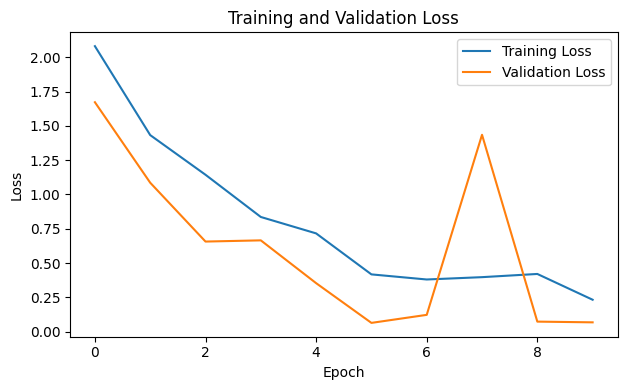 Training and Validation Loss
Training Loss
Validation Loss
2.00
1.75
1.50
1.25
1.00
0.75
0.50
0.25
0.00
Loss
0 2 4 6 8
Epoch